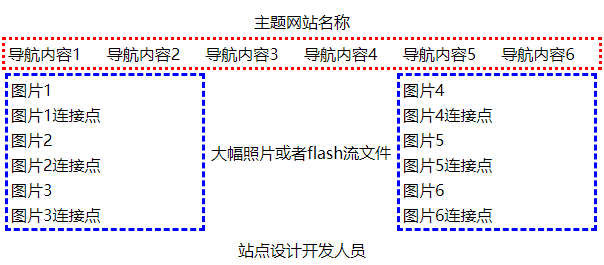 主题网站名称
导航内容1 导航内容2 导航内容3 导航内容4 导航内容5 导航内容6
图片1
图片1连接点
图片2
图片2连接点
图片3
图片3连接点
大幅照片或者flash流文件
图片4
图片4连接点
图片5
图片5连接点
图片6
图片6连接点
站点设计开发人员